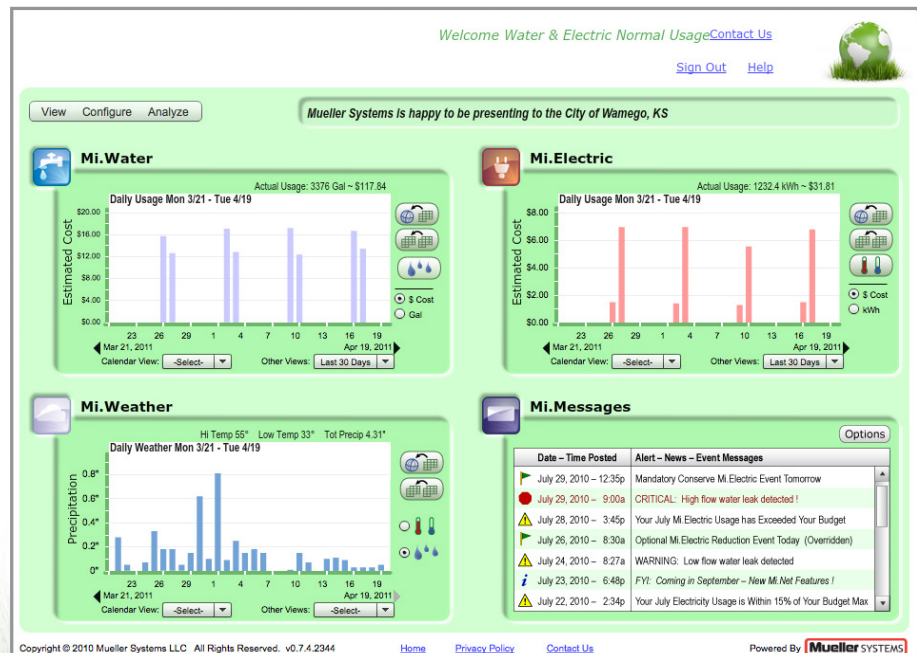 Welcome Water & Electric Normal Usage Contact Us
Sign Out Help
View Configure Analyze
Mueller Systems is happy to be presenting to the City of Wamego, KS
Mi.Water
Actual Usage: 3376 Gal ~ $117.84
Daily Usage Mon 3/21 - Tue 4/19
Estimated Cost
$20.00
$16.00
$12.00
$8.00
$4.00
$0.00
23 26 29 1 4 7 10 13 16 19
Mar 21, 2011 Apr 19, 2011
Calendar View: -Select- Other Views: Last 30 Days
$ Cost
Gal
Mi.Electric
Actual Usage: 1232.4 kWh ~ $31.81
Daily Usage Mon 3/21 - Tue 4/19
Estimated Cost
$8.00
$6.00
$4.00
$2.00
$0.00
23 26 29 1 4 7 10 13 16 19
Mar 21, 2011 Apr 19, 2011
Calendar View: -Select- Other Views: Last 30 Days
$ Cost
kWh
Mi.Weather
Hi Temp 55° Low Temp 33° Tot Precip 4.31"
Daily Weather Mon 3/21 - Tue 4/19
Precipitation
0.8"
0.6"
0.4"
0.2"
0"
23 26 29 1 4 7 10 13 16 19
Mar 21, 2011 Apr 19, 2011
Calendar View: -Select- Other Views: -Select-
Mi.Messages
Options
Date – Time Posted Alert – News – Event Messages
July 29, 2010 – 12:35p Mandatory Conserve Mi.Electric Event Tomorrow
July 29, 2010 – 9:00a CRITICAL: High flow water leak detected !
July 28, 2010 – 3:45p Your July Mi.Electric Usage has Exceeded Your Budget
July 26, 2010 – 8:30a Optional Mi.Electric Reduction Event Today (Overridden)
July 24, 2010 – 8:27a WARNING: Low flow water leak detected
July 23, 2010 – 6:48p FYI: Coming in September – New Mi.Net Features !
July 22, 2010 – 2:34p Your July Electricity Usage is Within 15% of Your Budget Max
Copyright © 2010 Mueller Systems LLC All Rights Reserved. v0.7.4.2344 Home Privacy Policy Contact Us Powered By Mueller SYSTEMS